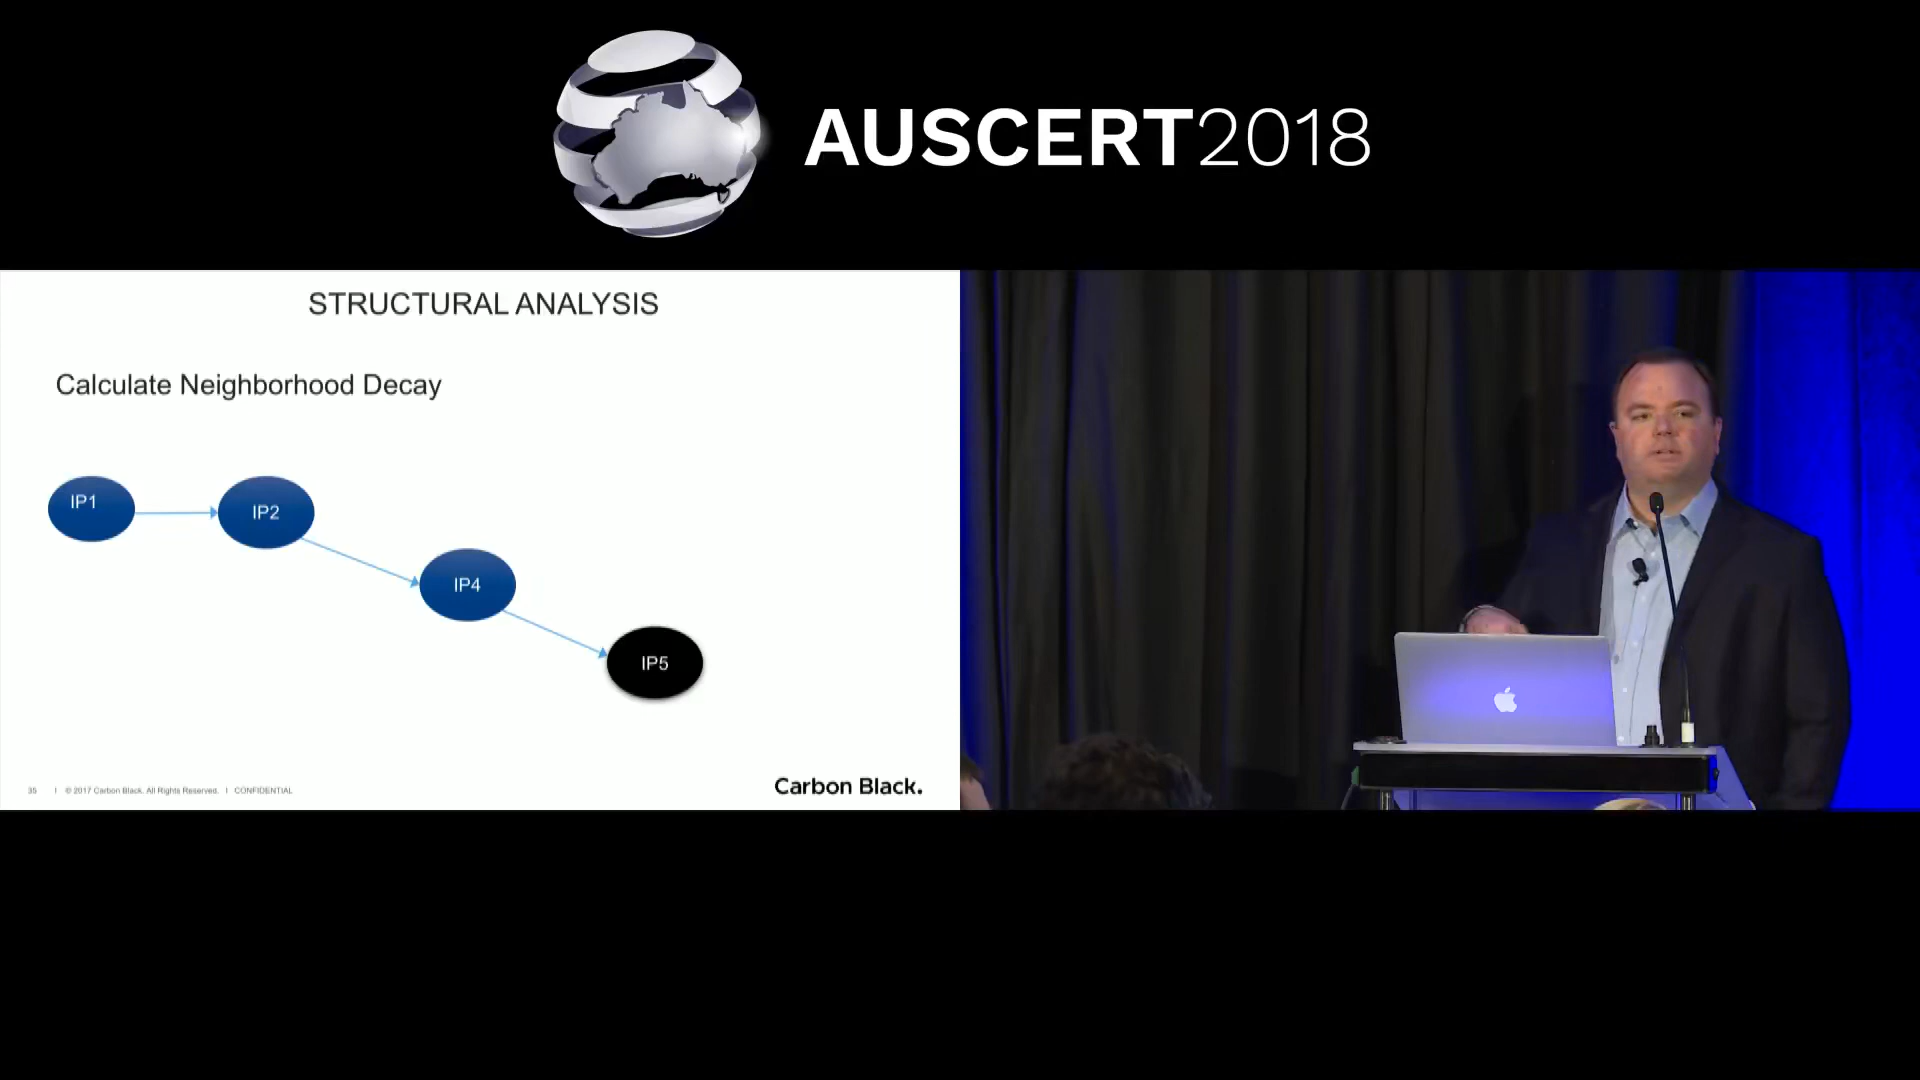 AUSCERT2018
STRUCTURAL ANALYSIS
Calculate Neighborhood Decay
IP1
IP2
IP4
IP5
35 | © 2017 Carbon Black. All Rights Reserved. | CONFIDENTIAL
Carbon Black.